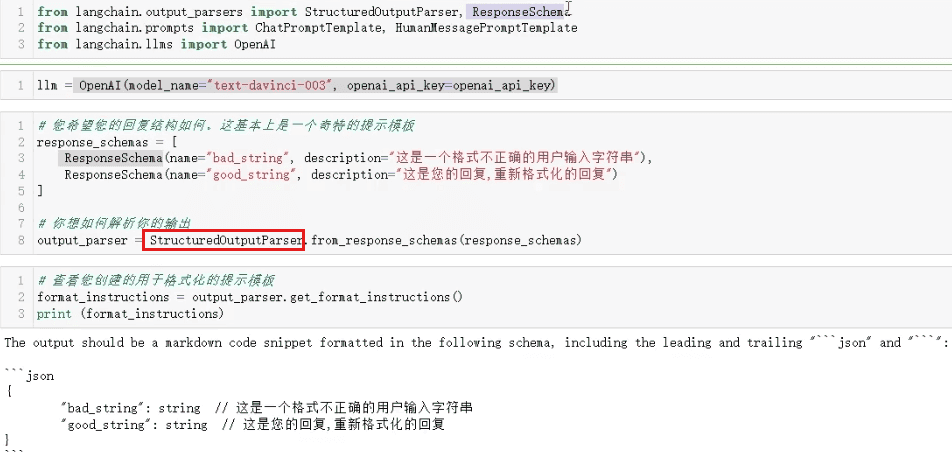 1 from langchain.output_parsers import StructuredOutputParser, ResponseSchema
2 from langchain.prompts import ChatPromptTemplate, HumanMessagePromptTemplate
3 from langchain.llms import OpenAI
1 llm = OpenAI(model_name="text-davinci-003", openai_api_key=openai_api_key)
1 # 您希望您的回复结构如何。这基本上是一个奇特的提示模板
2 response_schemas = [
3 ResponseSchema(name="bad_string", description="这是一个格式不正确的用户输入字符串"),
4 ResponseSchema(name="good_string", description="这是您的回复,重新格式化的回复")
5 ]
6
7 # 你想如何解析你的输出
8 output_parser = StructuredOutputParser.from_response_schemas(response_schemas)
1 # 查看您创建的用于格式化的提示模板
2 format_instructions = output_parser.get_format_instructions()
3 print (format_instructions)
The output should be a markdown code snippet formatted in the following schema, including the leading and trailing "```json" and "```":
```json
{
"bad_string": string // 这是一个格式不正确的用户输入字符串
"good_string": string // 这是您的回复,重新格式化的回复
}
```